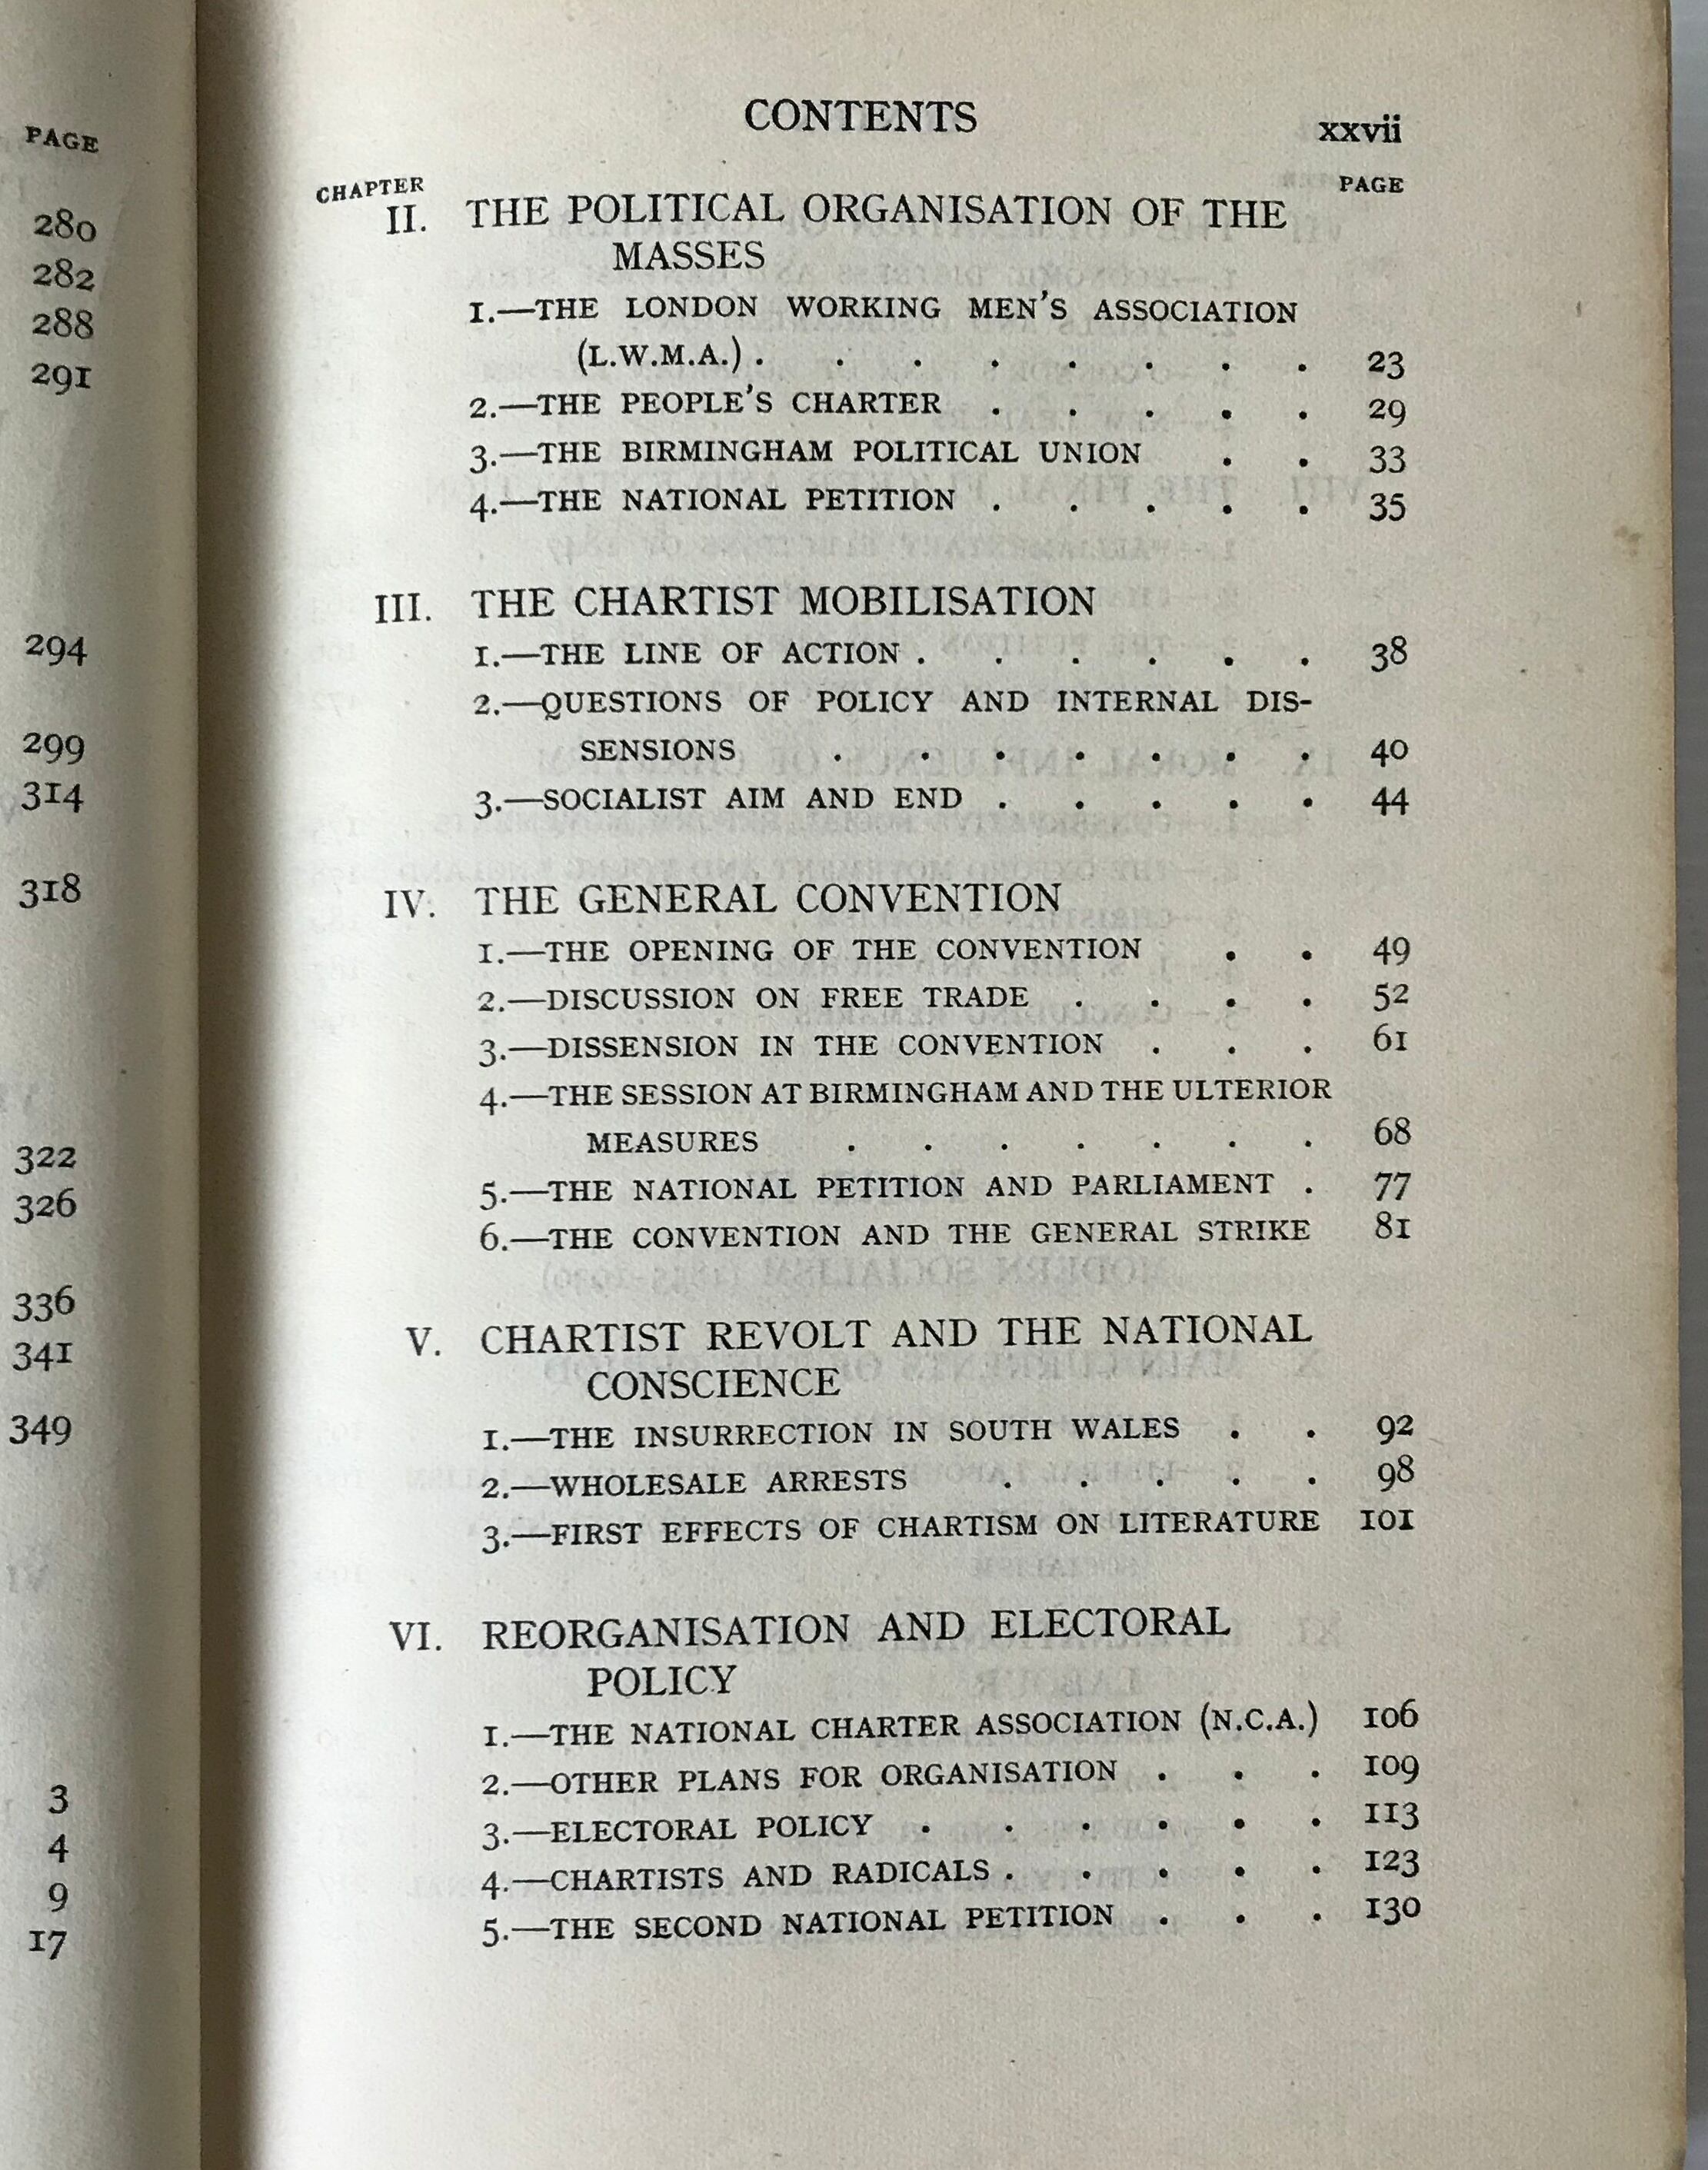 PAGE
280
282
288
291
294
299
314
318
322
326
336
341
349
3
4
9
17
CONTENTS xxvii
CHAPTER PAGE
II. THE POLITICAL ORGANISATION OF THE
MASSES
1.—THE LONDON WORKING MEN'S ASSOCIATION
(L.W.M.A.) . . . . . . . . 23
2.—THE PEOPLE'S CHARTER . . . . . 29
3.—THE BIRMINGHAM POLITICAL UNION . . 33
4.—THE NATIONAL PETITION . . . . . 35
III. THE CHARTIST MOBILISATION
1.—THE LINE OF ACTION . . . . . . 38
2.—QUESTIONS OF POLICY AND INTERNAL DIS-
SENSIONS . . . . . . . 40
3.—SOCIALIST AIM AND END . . . . . 44
IV. THE GENERAL CONVENTION
1.—THE OPENING OF THE CONVENTION . . 49
2.—DISCUSSION ON FREE TRADE . . . . 52
3.—DISSENSION IN THE CONVENTION . . . 61
4.—THE SESSION AT BIRMINGHAM AND THE ULTERIOR
MEASURES . . . . . . . 68
5.—THE NATIONAL PETITION AND PARLIAMENT . 77
6.—THE CONVENTION AND THE GENERAL STRIKE 81
V. CHARTIST REVOLT AND THE NATIONAL
CONSCIENCE
1.—THE INSURRECTION IN SOUTH WALES . . 92
2.—WHOLESALE ARRESTS . . . . . 98
3.—FIRST EFFECTS OF CHARTISM ON LITERATURE 101
VI. REORGANISATION AND ELECTORAL
POLICY
1.—THE NATIONAL CHARTER ASSOCIATION (N.C.A.) 106
2.—OTHER PLANS FOR ORGANISATION . . . 109
3.—ELECTORAL POLICY . . . . . . 113
4.—CHARTISTS AND RADICALS . . . . . 123
5.—THE SECOND NATIONAL PETITION . . . 130